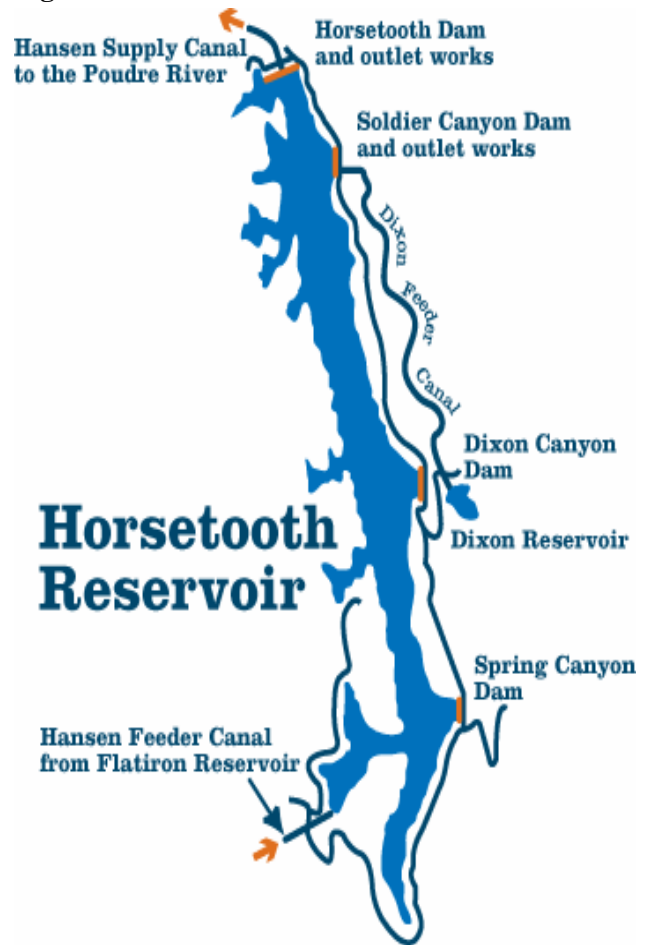 Horsetooth Dam
and outlet works
Hansen Supply Canal
to the Poudre River
Soldier Canyon Dam
and outlet works
Dixon
Feeder
Canal
Dixon Canyon
Dam
Horsetooth
Reservoir
Dixon Reservoir
Spring Canyon
Dam
Hansen Feeder Canal
from Flatiron Reservoir